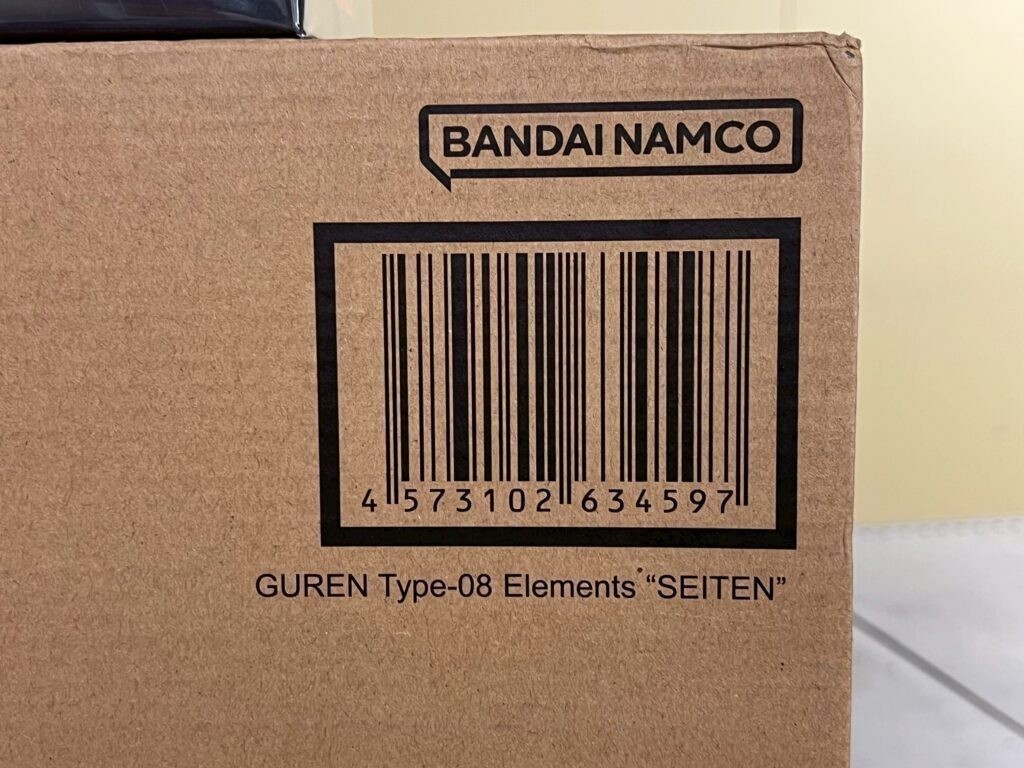 BANDAI NAMCO
4 573102 634597
GUREN Type-08 Elements “SEITEN”